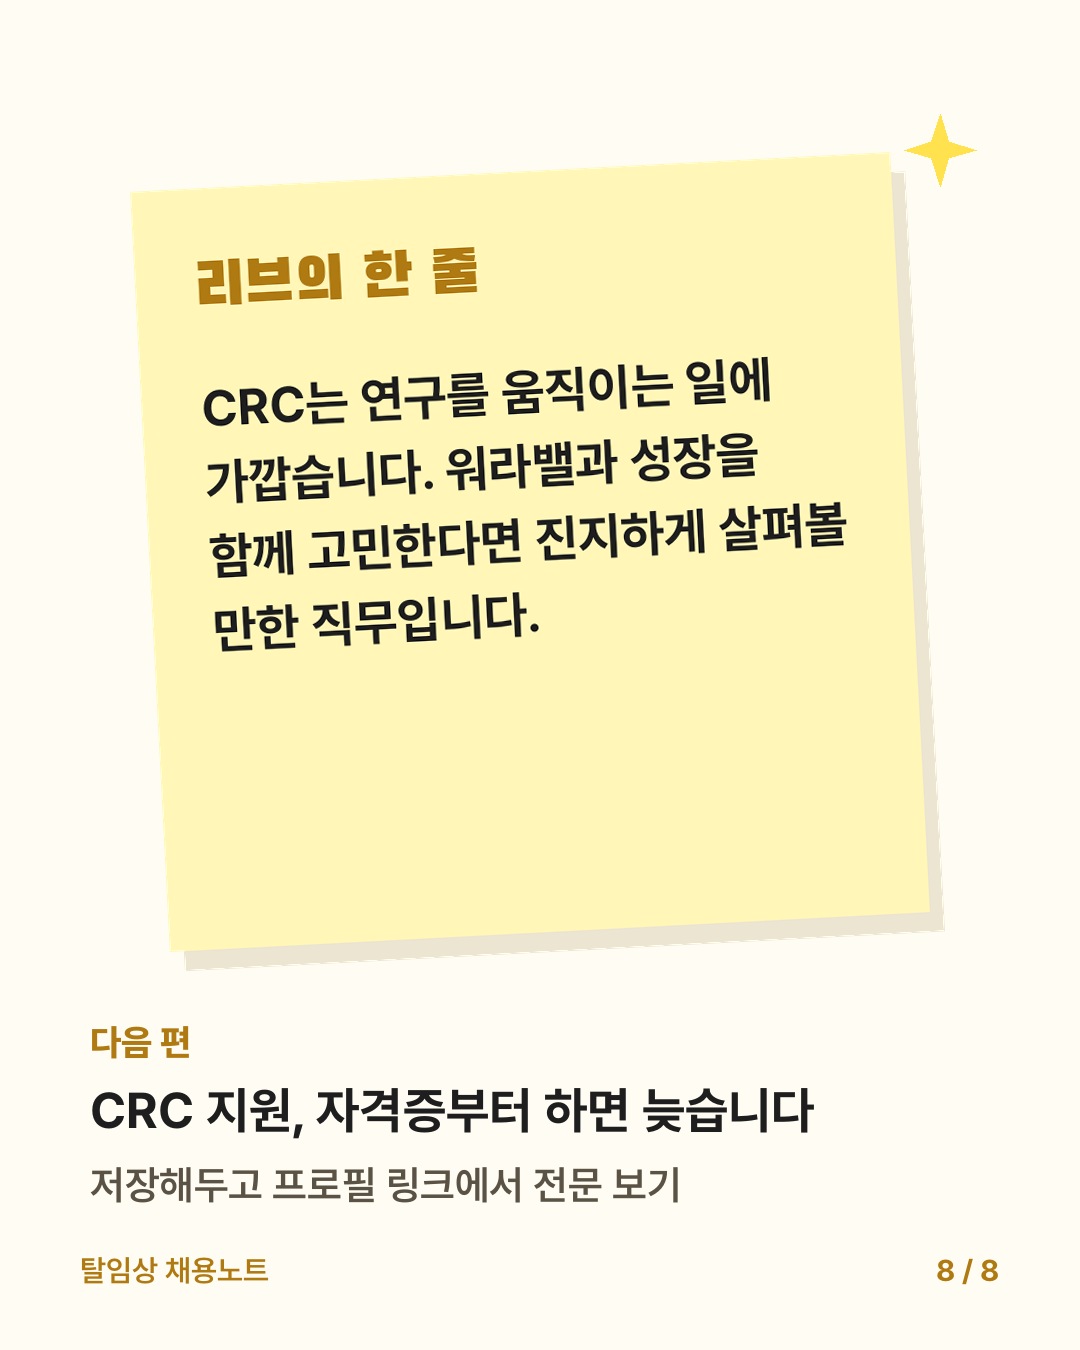 리브의 한 줄
CRC는 연구를 움직이는 일에
가깝습니다. 워라밸과 성장을
함께 고민한다면 진지하게 살펴볼
만한 직무입니다.
다음 편
CRC 지원, 자격증부터 하면 늦습니다
저장해두고 프로필 링크에서 전문 보기
탈임상 채용노트
8 / 8